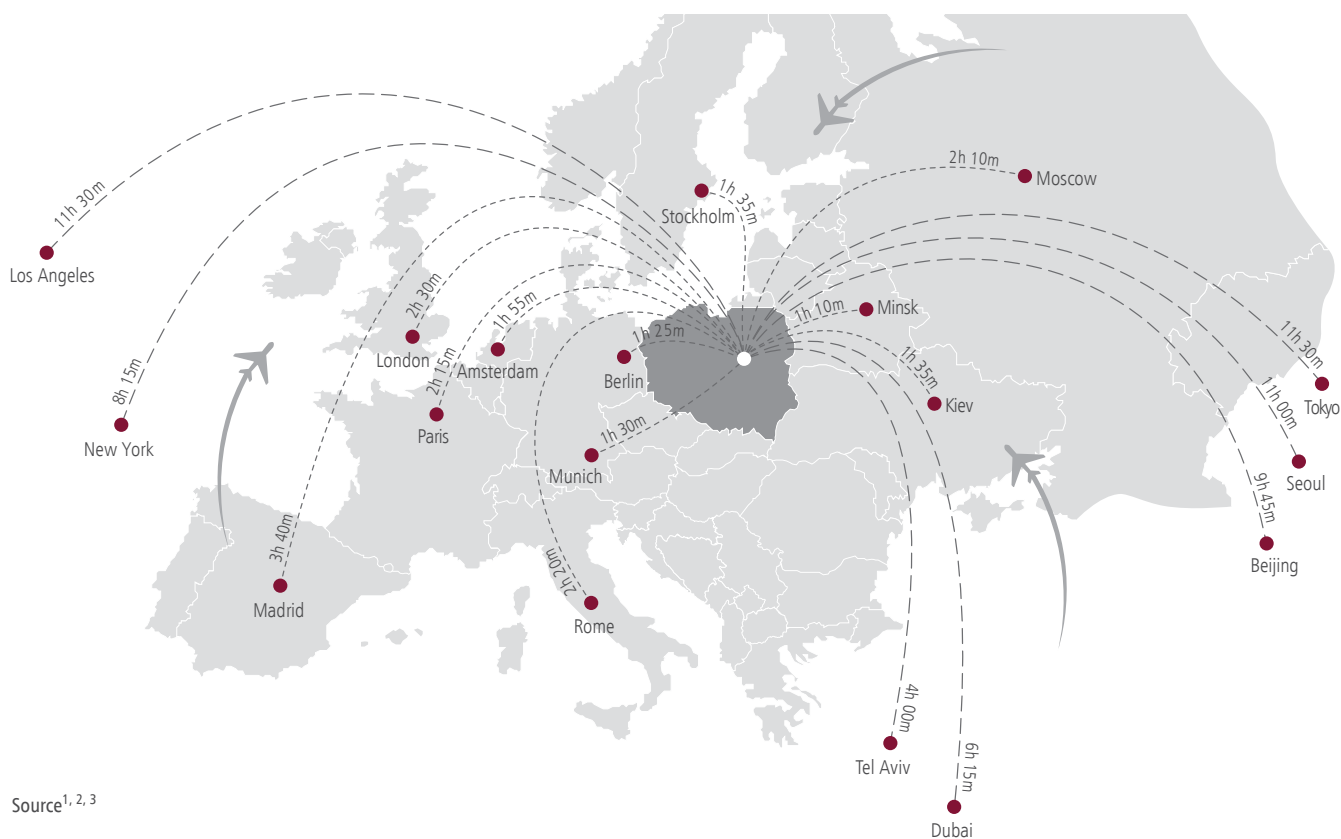 2h 10m
Moscow
1h 35m
Stockholm
11h 30m
Los Angeles
2h 30m
London
1h 55m
Amsterdam
1h 25m
Berlin
1h 10m
Minsk
1h 35m
Kiev
11h 30m
Tokyo
8h 15m
New York
2h 15m
Paris
1h 30m
Munich
11h 00m
Seoul
9h 45m
Beijing
3h 40m
Madrid
2h 20m
Rome
4h 00m
Tel Aviv
6h 15m
Dubai
Source1, 2, 3